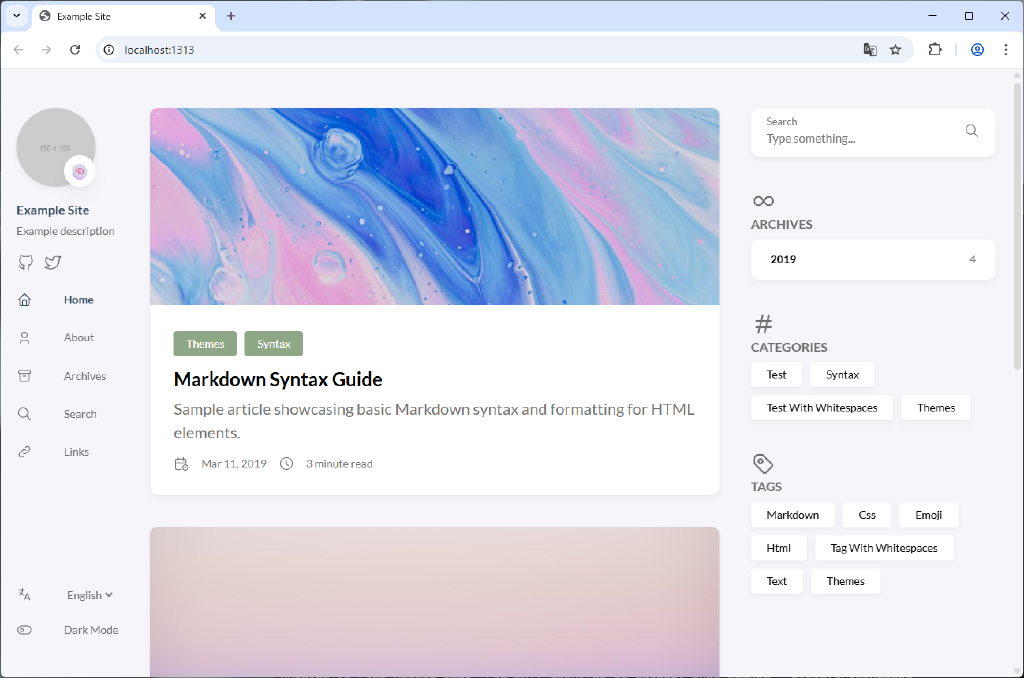 Example Site
localhost:1313
150 x 150
Example Site
Example description
Home
About
Archives
Search
Links
English
Dark Mode
Themes Syntax
Markdown Syntax Guide
Sample article showcasing basic Markdown syntax and formatting for HTML
elements.
Mar 11, 2019 3 minute read
Search
Type something...
ARCHIVES
2019 4
CATEGORIES
Test Syntax
Test With Whitespaces Themes
TAGS
Markdown Css Emoji
Html Tag With Whitespaces
Text Themes